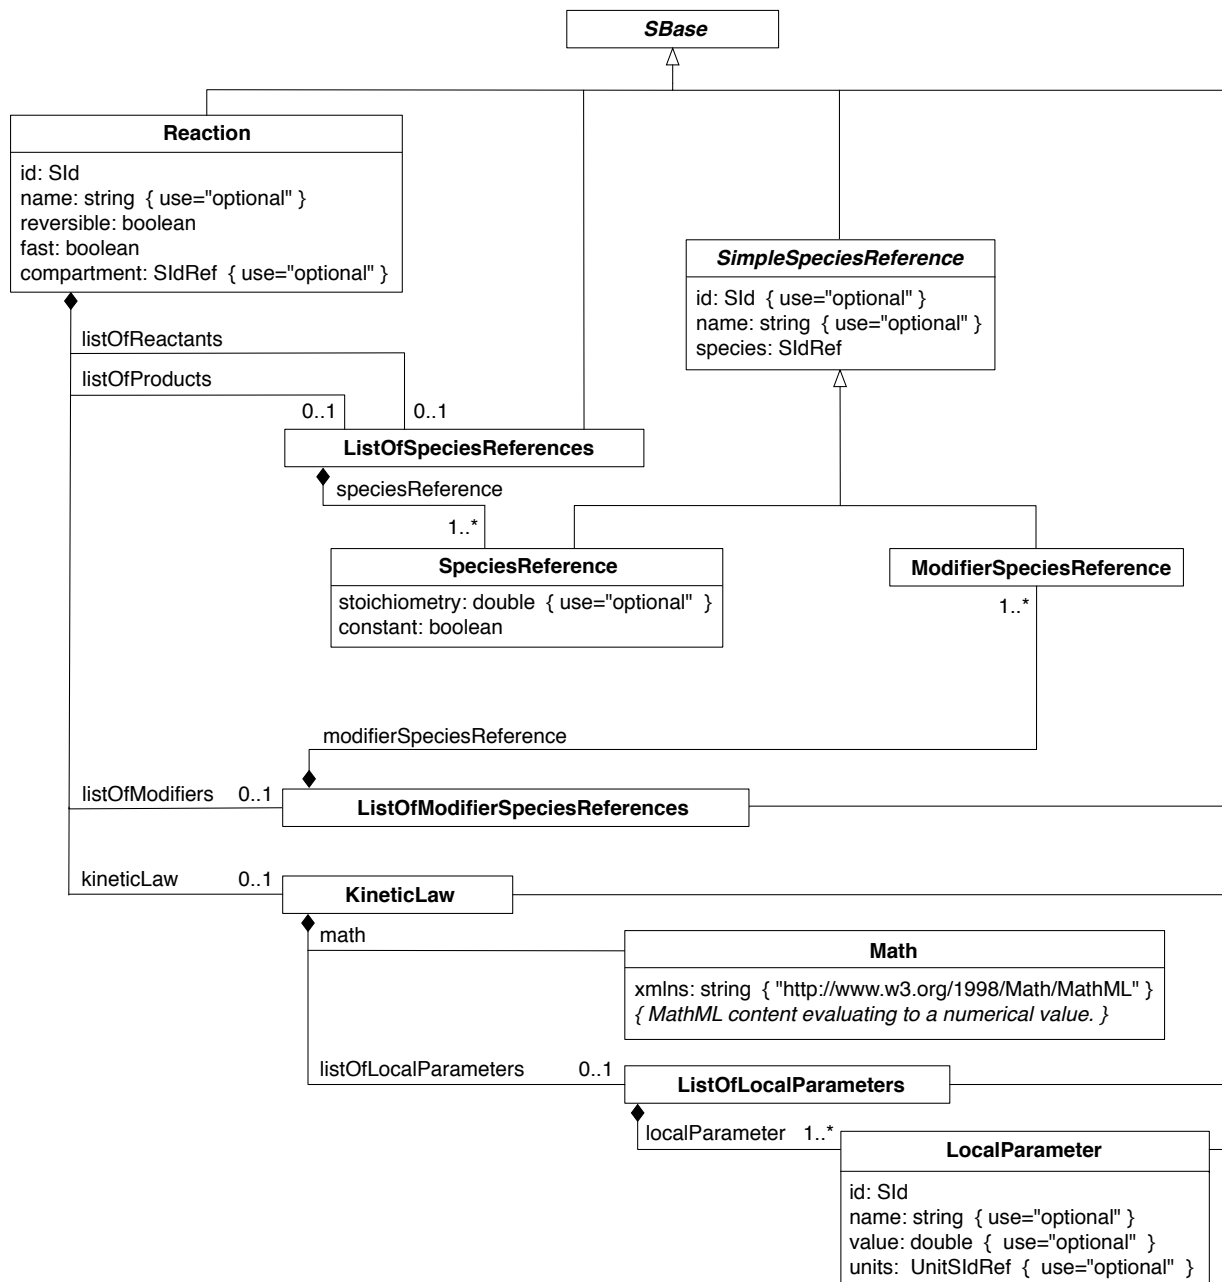 SBase
Reaction
id: SId
name: string { use="optional" }
reversible: boolean
fast: boolean
compartment: SIdRef { use="optional" }
SimpleSpeciesReference
id: SId { use="optional" }
name: string { use="optional" }
species: SIdRef
listOfReactants
listOfProducts
0..1
0..1
ListOfSpeciesReferences
speciesReference
1..*
SpeciesReference
stoichiometry: double { use="optional" }
constant: boolean
ModifierSpeciesReference
1..*
modifierSpeciesReference
listOfModifiers 0..1
ListOfModifierSpeciesReferences
kineticLaw 0..1
KineticLaw
math
Math
xmlns: string { "http://www.w3.org/1998/Math/MathML" }
{ MathML content evaluating to a numerical value. }
listOfLocalParameters 0..1
ListOfLocalParameters
localParameter 1..*
LocalParameter
id: SId
name: string { use="optional" }
value: double { use="optional" }
units: UnitSIdRef { use="optional" }